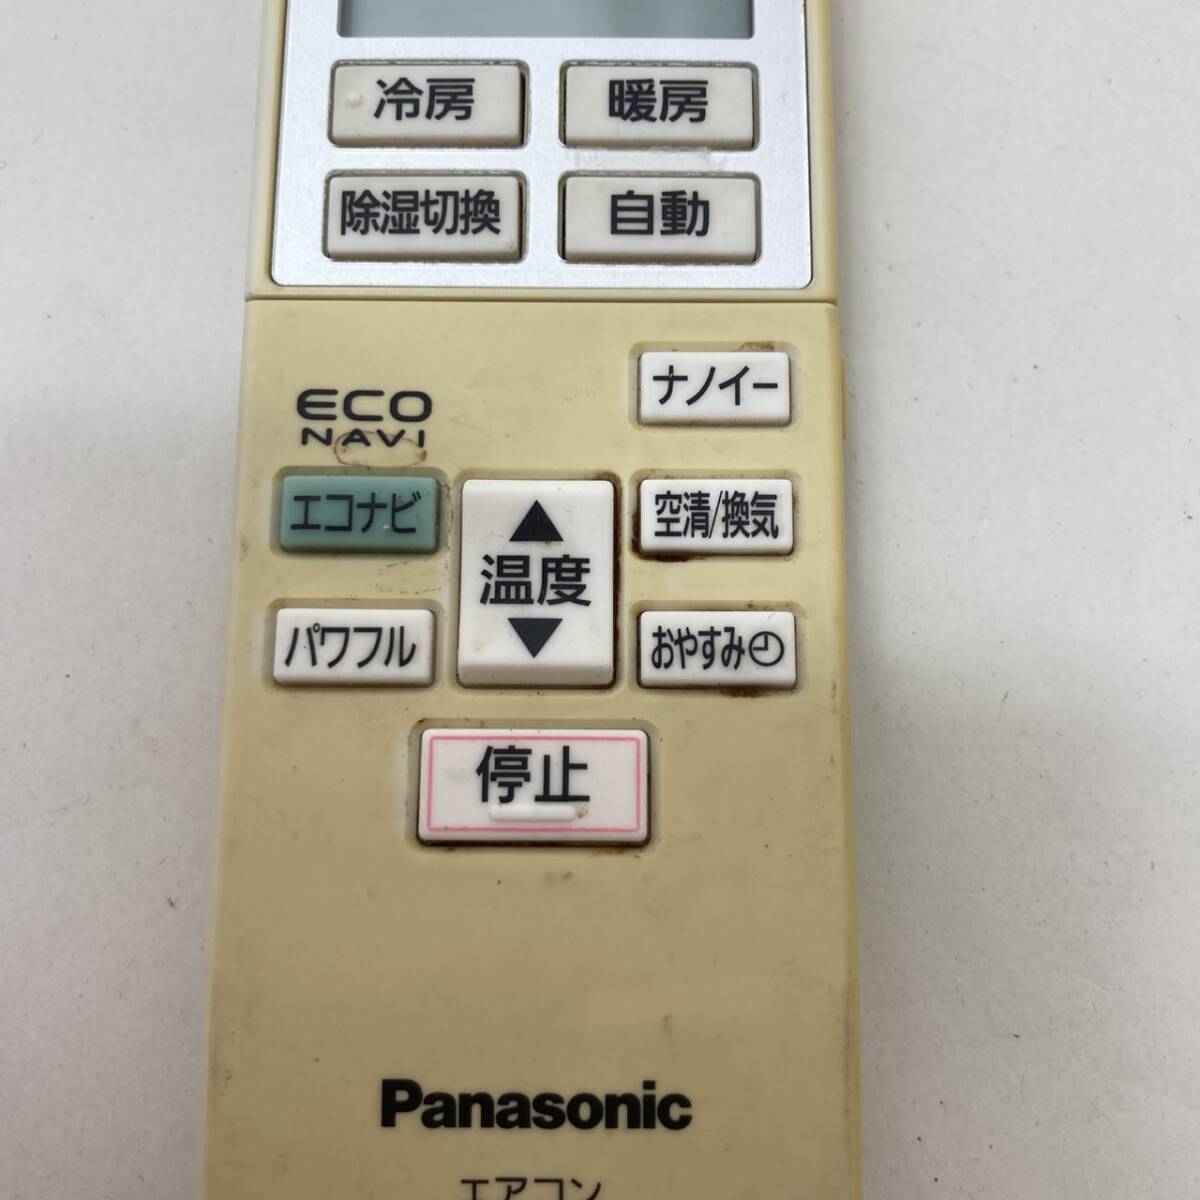 冷房 暖房
除湿切換 自動
ナノイー
ECO
NAVI
エコナビ ▲ 空清/換気
温度
パワフル ▼ おやすみ
停止
Panasonic
エアコン